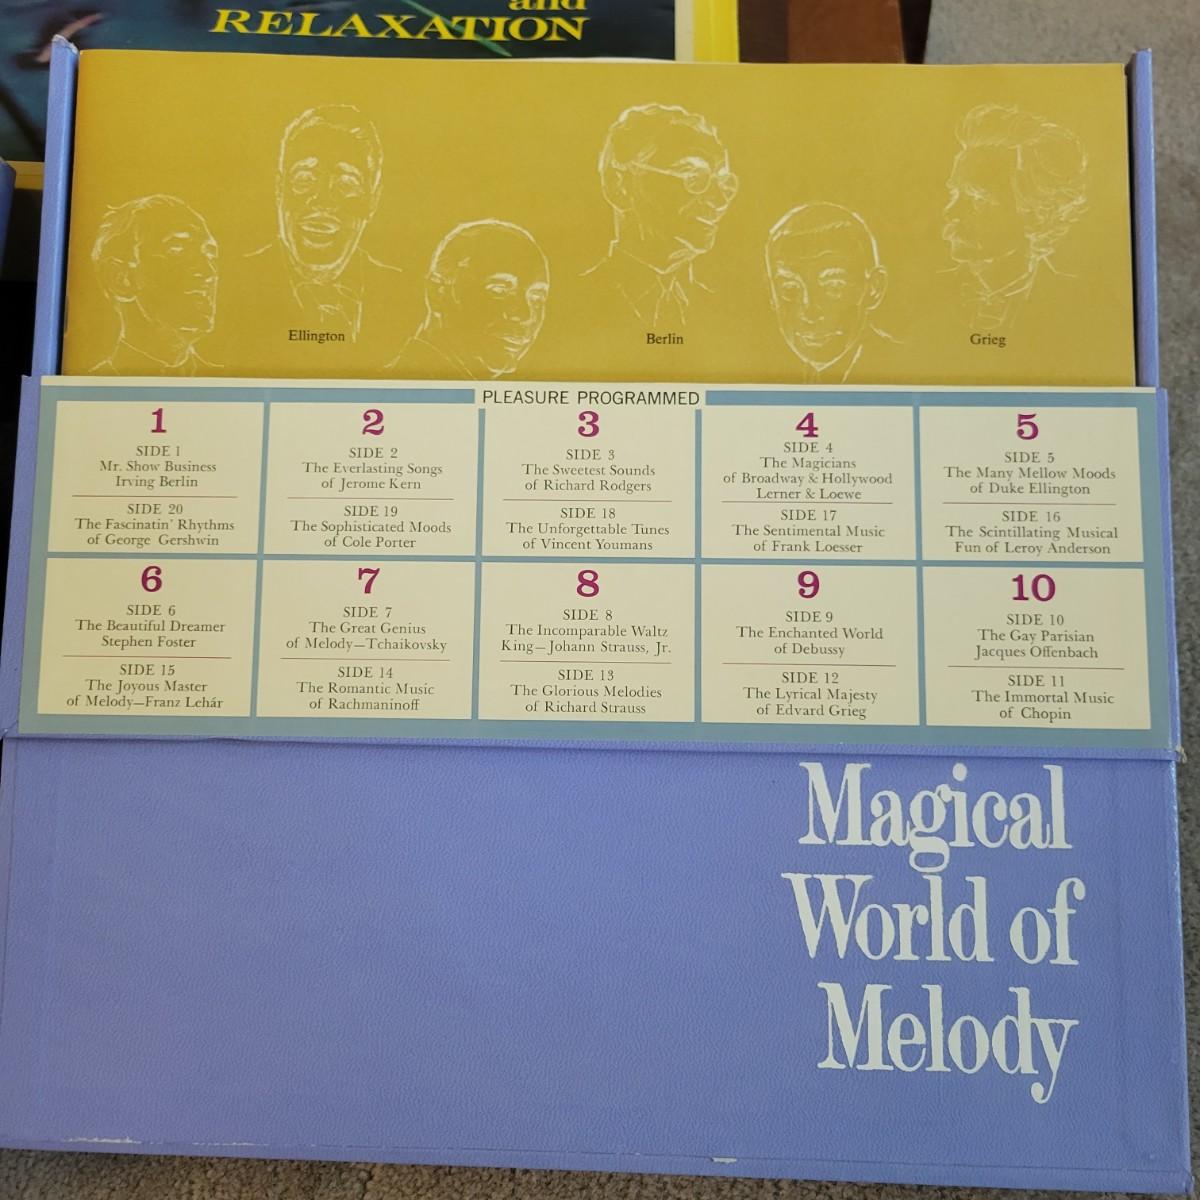 and
RELAXATION
Ellington
Berlin
Grieg
PLEASURE PROGRAMMED
1
SIDE 1
Mr. Show Business
Irving Berlin
SIDE 20
The Fascinatin' Rhythms
of George Gershwin
2
SIDE 2
The Everlasting Songs
of Jerome Kern
SIDE 19
The Sophisticated Moods
of Cole Porter
3
SIDE 3
The Sweetest Sounds
of Richard Rodgers
SIDE 18
The Unforgettable Tunes
of Vincent Youmans
4
SIDE 4
The Magicians
of Broadway & Hollywood
Lerner & Loewe
SIDE 17
The Sentimental Music
of Frank Loesser
5
SIDE 5
The Many Mellow Moods
of Duke Ellington
SIDE 16
The Scintillating Musical
Fun of Leroy Anderson
6
SIDE 6
The Beautiful Dreamer
Stephen Foster
SIDE 15
The Joyous Master
of Melody—Franz Lehár
7
SIDE 7
The Great Genius
of Melody—Tchaikovsky
SIDE 14
The Romantic Music
of Rachmaninoff
8
SIDE 8
The Incomparable Waltz
King—Johann Strauss, Jr.
SIDE 13
The Glorious Melodies
of Richard Strauss
9
SIDE 9
The Enchanted World
of Debussy
SIDE 12
The Lyrical Majesty
of Edvard Grieg
10
SIDE 10
The Gay Parisian
Jacques Offenbach
SIDE 11
The Immortal Music
of Chopin
Magical
World of
Melody